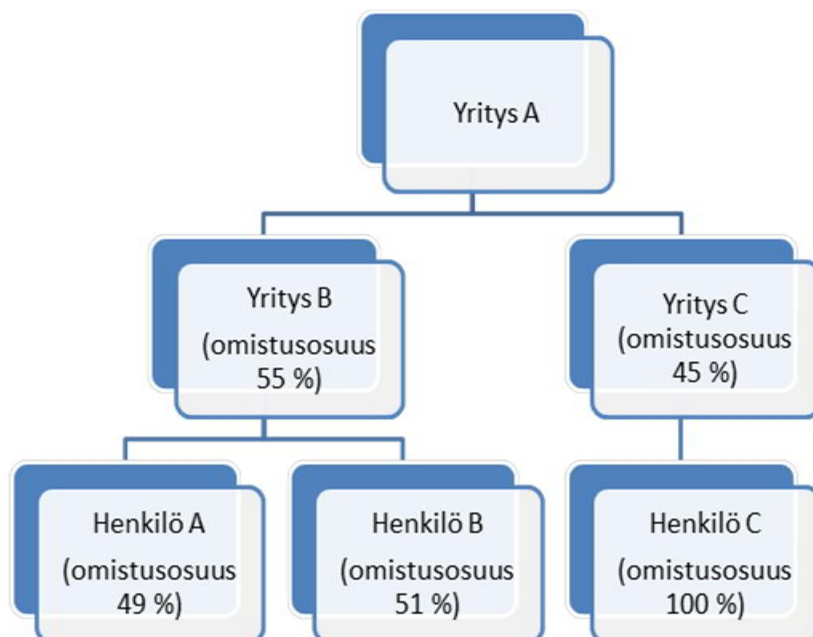 Yritys A
Yritys B
(omistusosuus
55 %)
Yritys C
(omistusosuus
45 %)
Henkilö A
(omistusosuus
49 %)
Henkilö B
(omistusosuus
51 %)
Henkilö C
(omistusosuus
100 %)